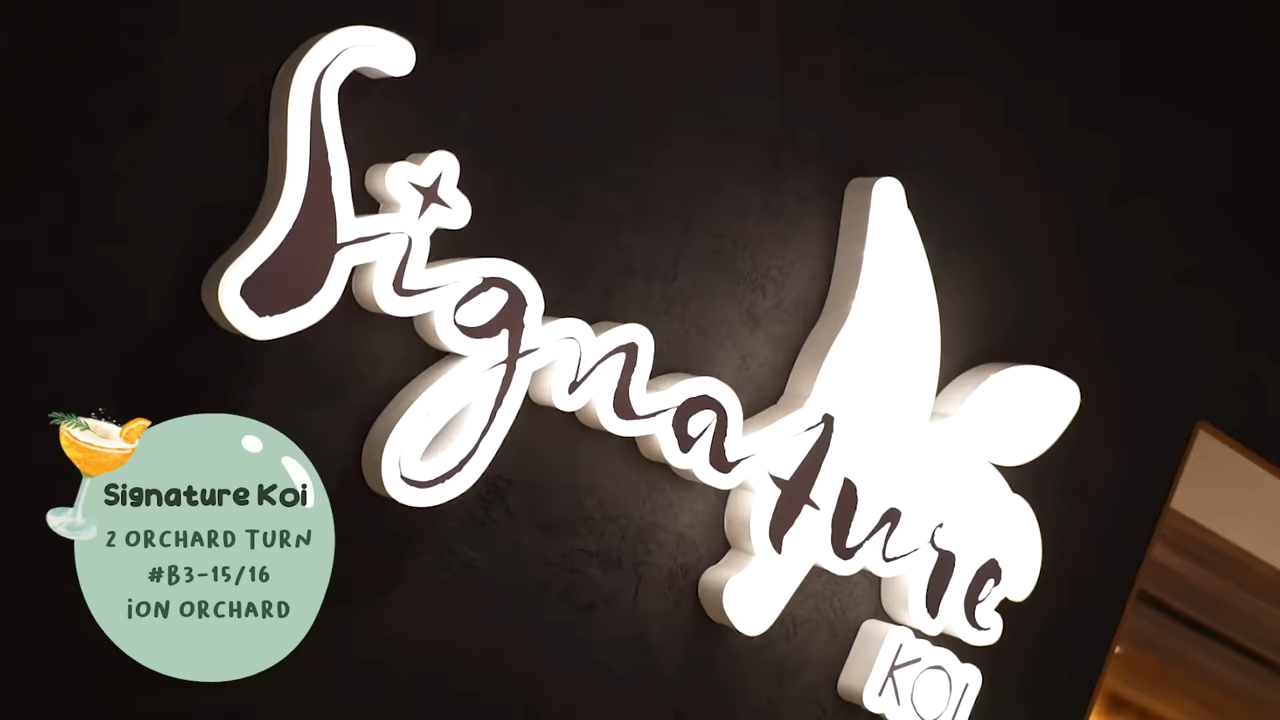 Signature
KOI
Signature Koi
2 ORCHARD TURN
#B3-15/16
iON ORCHARD